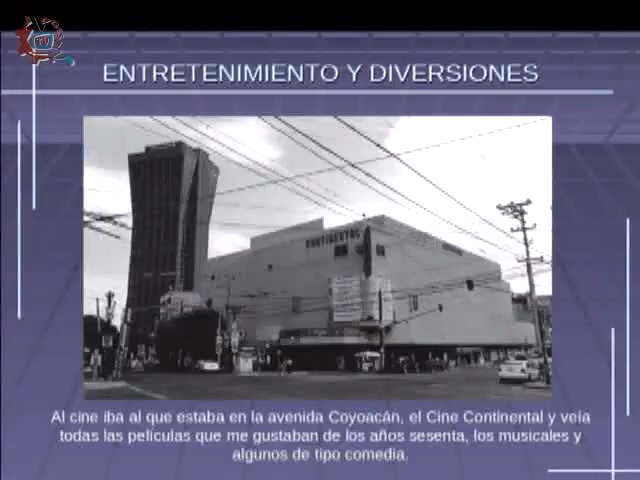 ENTRETENIMIENTO Y DIVERSIONES
CONTINENTAL
Al cine iba al que estaba en la avenida Coyoacán, el Cine Continental y veía
todas las películas que me gustaban de los años sesenta, los musicales y
algunos de tipo comedia.